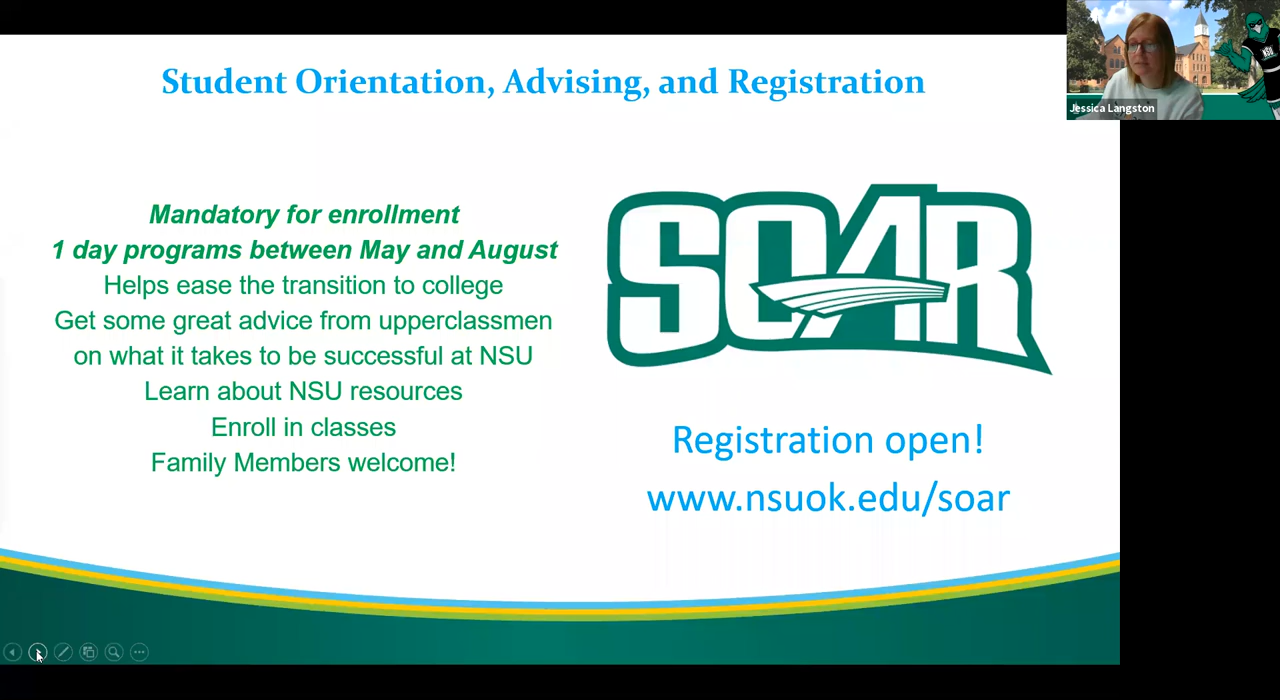 Student Orientation, Advising, and Registration
Mandatory for enrollment
1 day programs between May and August
Helps ease the transition to college
Get some great advice from upperclassmen
on what it takes to be successful at NSU
Learn about NSU resources
Enroll in classes
Family Members welcome!
SOAR
Registration open!
www.nsuok.edu/soar
NSU
Jessica Langston